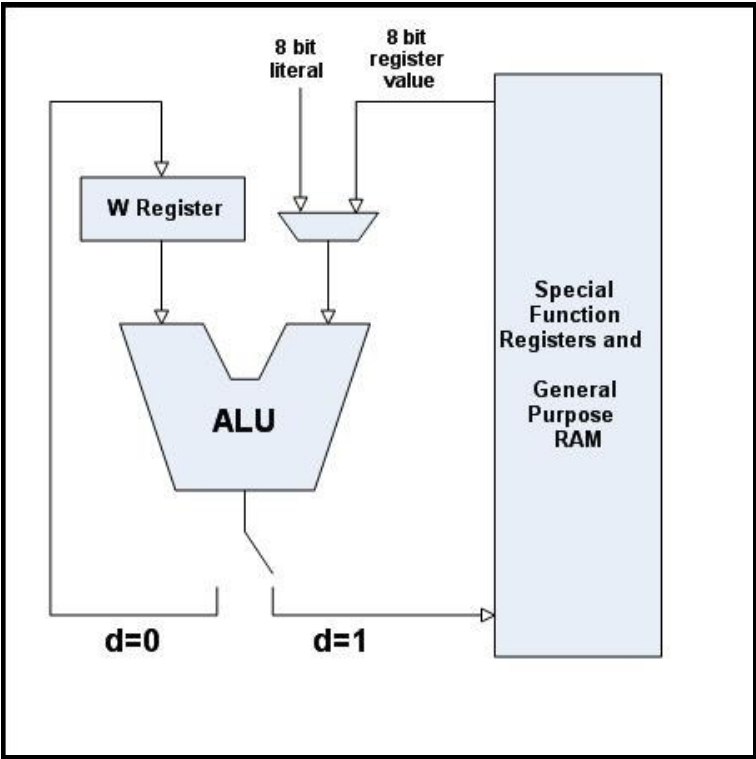 8 bit
literal
8 bit
register
value
W Register
Special
Function
Registers and
General
Purpose
RAM
ALU
d=0
d=1